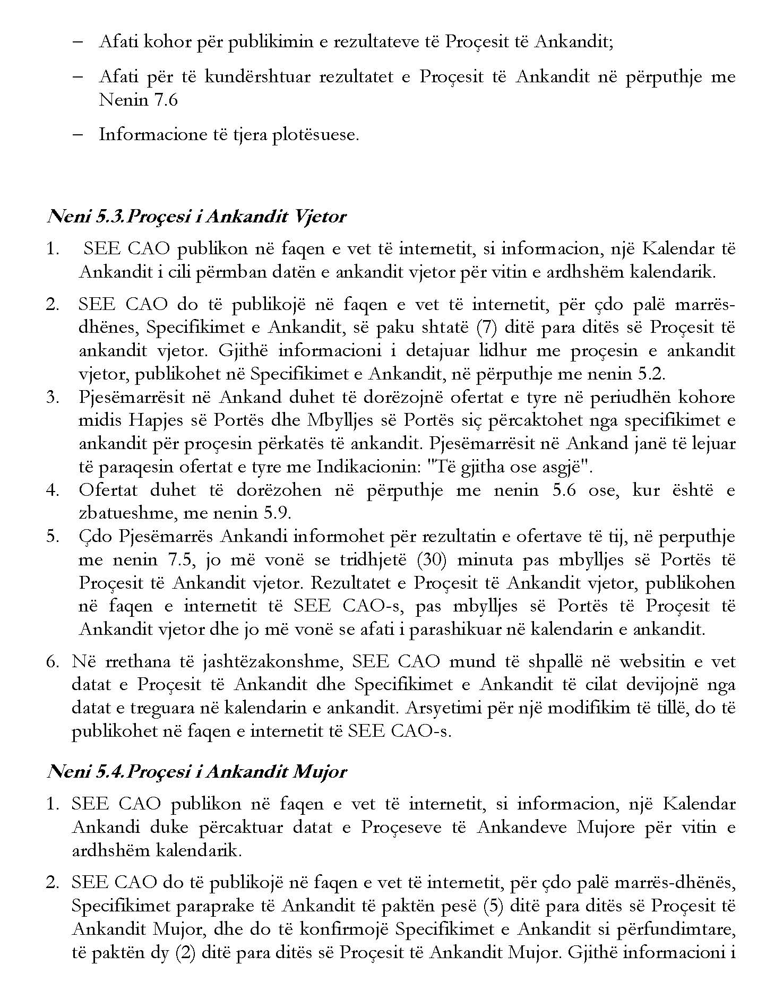 – Afati kohor për publikimin e rezultateve të Proçesit të Ankandit;
– Afati për të kundërshtuar rezultatet e Proçesit të Ankandit në përputhje me
Nenin 7.6
– Informacione të tjera plotësuese.
Neni 5.3.Proçesi i Ankandit Vjetor
1. SEE CAO publikon në faqen e vet të internetit, si informacion, një Kalendar të
Ankandit i cili përmban datën e ankandit vjetor për vitin e ardhshëm kalendarik.
2. SEE CAO do të publikojë në faqen e vet të internetit, për çdo palë marrës-
dhënes, Specifikimet e Ankandit, së paku shtatë (7) ditë para ditës së Proçesit të
ankandit vjetor. Gjithë informacioni i detajuar lidhur me proçesin e ankandit
vjetor, publikohet në Specifikimet e Ankandit, në përputhje me nenin 5.2.
3. Pjesëmarrësit në Ankand duhet të dorëzojnë ofertat e tyre në periudhën kohore
midis Hapjes së Portës dhe Mbylljes së Portës siç përcaktohet nga specifikimet e
ankandit për proçesin përkatës të ankandit. Pjesëmarrësit në Ankand janë të lejuar
të paraqesin ofertat e tyre me Indikacionin: "Të gjitha ose asgjë".
4. Ofertat duhet të dorëzohen në përputhje me nenin 5.6 ose, kur është e
zbatueshme, me nenin 5.9.
5. Çdo Pjesëmarrës Ankandi informohet për rezultatin e ofertave të tij, në perputhje
me nenin 7.5, jo më vonë se tridhjetë (30) minuta pas mbylljes së Portës të
Proçesit të Ankandit vjetor. Rezultatet e Proçesit të Ankandit vjetor, publikohen
në faqen e internetit të SEE CAO-s, pas mbylljes së Portës të Proçesit të
Ankandit vjetor dhe jo më vonë se afati i parashikuar në kalendarin e ankandit.
6. Në rrethana të jashtëzakonshme, SEE CAO mund të shpallë në websitin e vet
datat e Proçesit të Ankandit dhe Specifikimet e Ankandit të cilat devijojnë nga
datat e treguara në kalendarin e ankandit. Arsyetimi për një modifikim të tillë, do të
publikohet në faqen e internetit të SEE CAO-s.
Neni 5.4.Proçesi i Ankandit Mujor
1. SEE CAO publikon në faqen e vet të internetit, si informacion, një Kalendar
Ankandi duke përcaktuar datat e Proçeseve të Ankandeve Mujore për vitin e
ardhshëm kalendarik.
2. SEE CAO do të publikojë në faqen e vet të internetit, për çdo palë marrës-dhënës,
Specifikimet paraprake të Ankandit të paktën pesë (5) ditë para ditës së Proçesit të
Ankandit Mujor, dhe do të konfirmojë Specifikimet e Ankandit si përfundimtare,
të paktën dy (2) ditë para ditës së Proçesit të Ankandit Mujor. Gjithë informacioni i